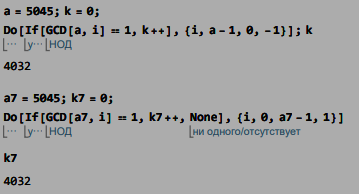 a = 5045; k = 0;
Do[If[GCD[a, i] == 1, k++], {i, a - 1, 0, -1}]; k
⋯ у⋯ НОД
4032
a7 = 5045; k7 = 0;
Do[If[GCD[a7, i] == 1, k7++, None], {i, 0, a7 - 1, 1}]
⋯ у⋯ НОД ни одного/отсутствует
k7
4032